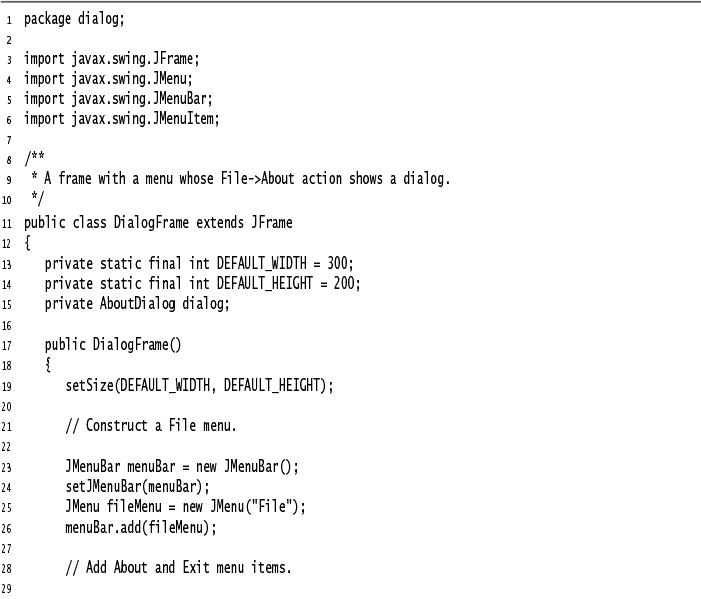 1 package dialog;
2
3 import javax.swing.JFrame;
4 import javax.swing.JMenu;
5 import javax.swing.JMenuBar;
6 import javax.swing.JMenuItem;
7
8 /**
9  * A frame with a menu whose File->About action shows a dialog.
10  */
11 public class DialogFrame extends JFrame
12 {
13    private static final int DEFAULT_WIDTH = 300;
14    private static final int DEFAULT_HEIGHT = 200;
15    private AboutDialog dialog;
16
17    public DialogFrame()
18    {
19       setSize(DEFAULT_WIDTH, DEFAULT_HEIGHT);
20
21       // Construct a File menu.
22
23       JMenuBar menuBar = new JMenuBar();
24       setJMenuBar(menuBar);
25       JMenu fileMenu = new JMenu("File");
26       menuBar.add(fileMenu);
27
28       // Add About and Exit menu items.
29